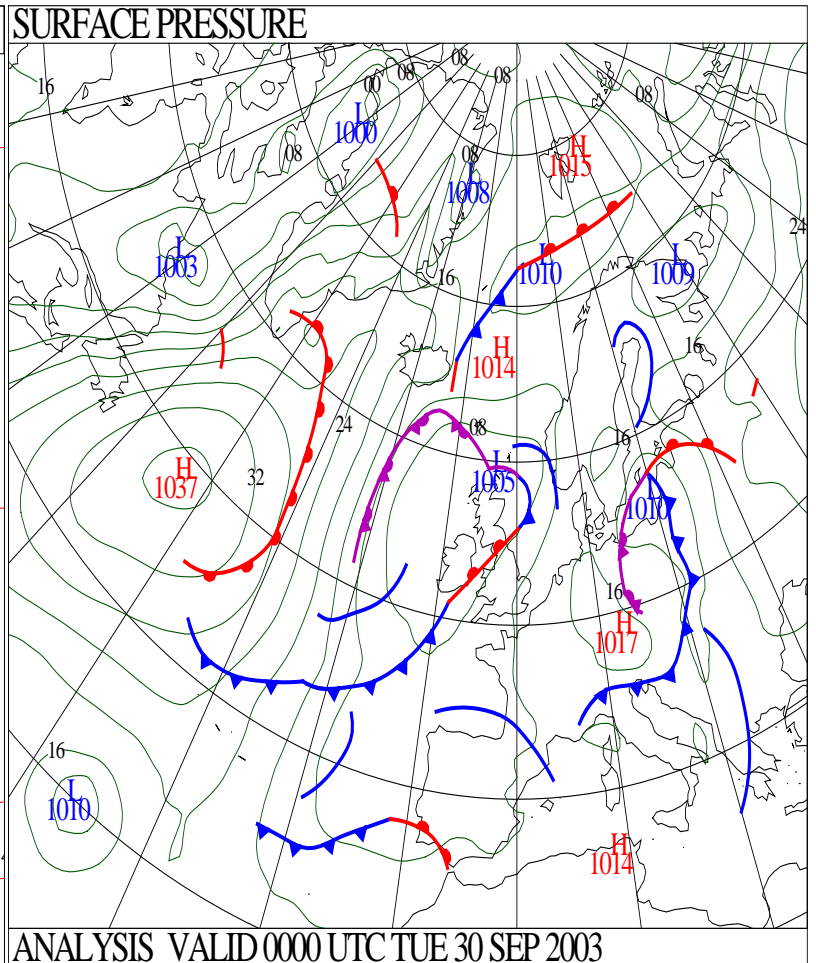 SURFACE PRESSURE
08
08
00
08
16
08
L
1000
08
08
H
1015
L
1008
24
L
1003
L
1010
L
1009
16
H
1014
16
24
08
16
L
1005
H
1037
32
L
1010
16
H
1017
16
L
1010
H
1014
ANALYSIS VALID 0000 UTC TUE 30 SEP 2003